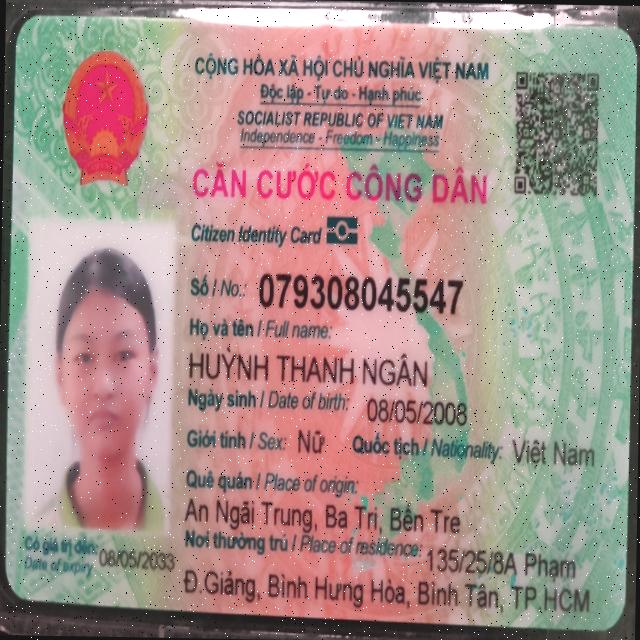 CỘNG HÒA XÃ HỘI CHỦ NGHĨA VIỆT NAM
Độc lập - Tự do - Hạnh phúc
SOCIALIST REPUBLIC OF VIET NAM
Independence - Freedom - Happiness
CĂN CƯỚC CÔNG DÂN
Citizen Identity Card
Số / No.: 079308045547
Họ và tên / Full name:
HUỲNH THANH NGÂN
Ngày sinh / Date of birth: 08/05/2008
Giới tính / Sex: Nữ Quốc tịch / Nationality: Việt Nam
Quê quán / Place of origin:
An Ngãi Trung, Ba Tri, Bến Tre
Nơi thường trú / Place of residence: 135/25/8A Phạm
Đ.Giảng, Bình Hưng Hòa, Bình Tân, TP.HCM
Có giá trị đến: 08/05/2033
Date of expiry